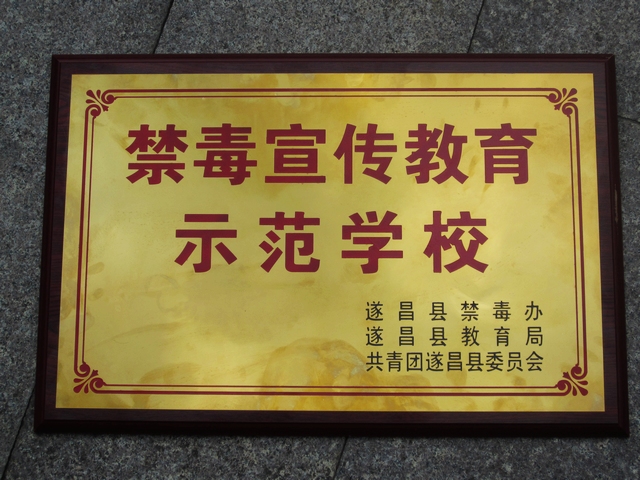 禁毒宣传教育
示范学校
遂昌县禁毒办
遂昌县教育局
共青团遂昌县委员会